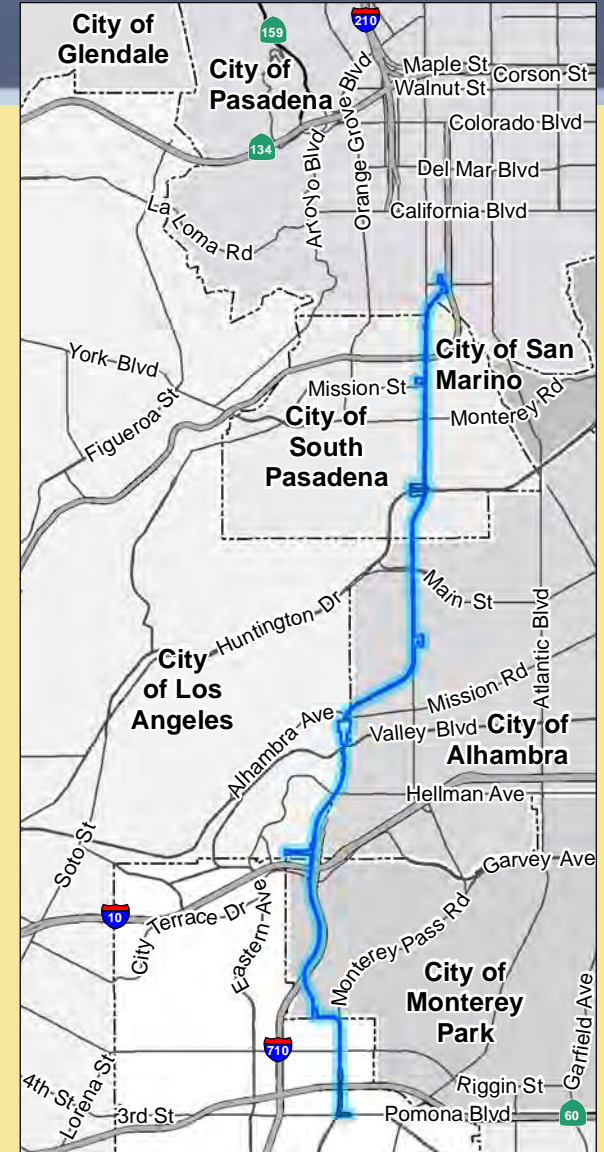 City of
Glendale
159
210
City of
Pasadena
Maple St
Corson St
Walnut St
Orange Grove Blvd
Arroyo Blvd
Colorado Blvd
134
Del Mar Blvd
California Blvd
La Loma Rd
York Blvd
City of San
Marino
Mission St
Figueroa St
City of
South
Pasadena
Monterey Rd
Main St
Huntington Dr
Atlantic Blvd
City
of Los
Angeles
Mission Rd
Alhambra Ave
Valley Blvd
City of
Alhambra
Hellman Ave
Soto St
Garvey Ave
10
City Terrace Dr
Eastern Ave
Monterey Pass Rd
City of
Monterey
Park
Garfield Ave
710
Lorena St
4th St
3rd St
Riggin St
Pomona Blvd
60